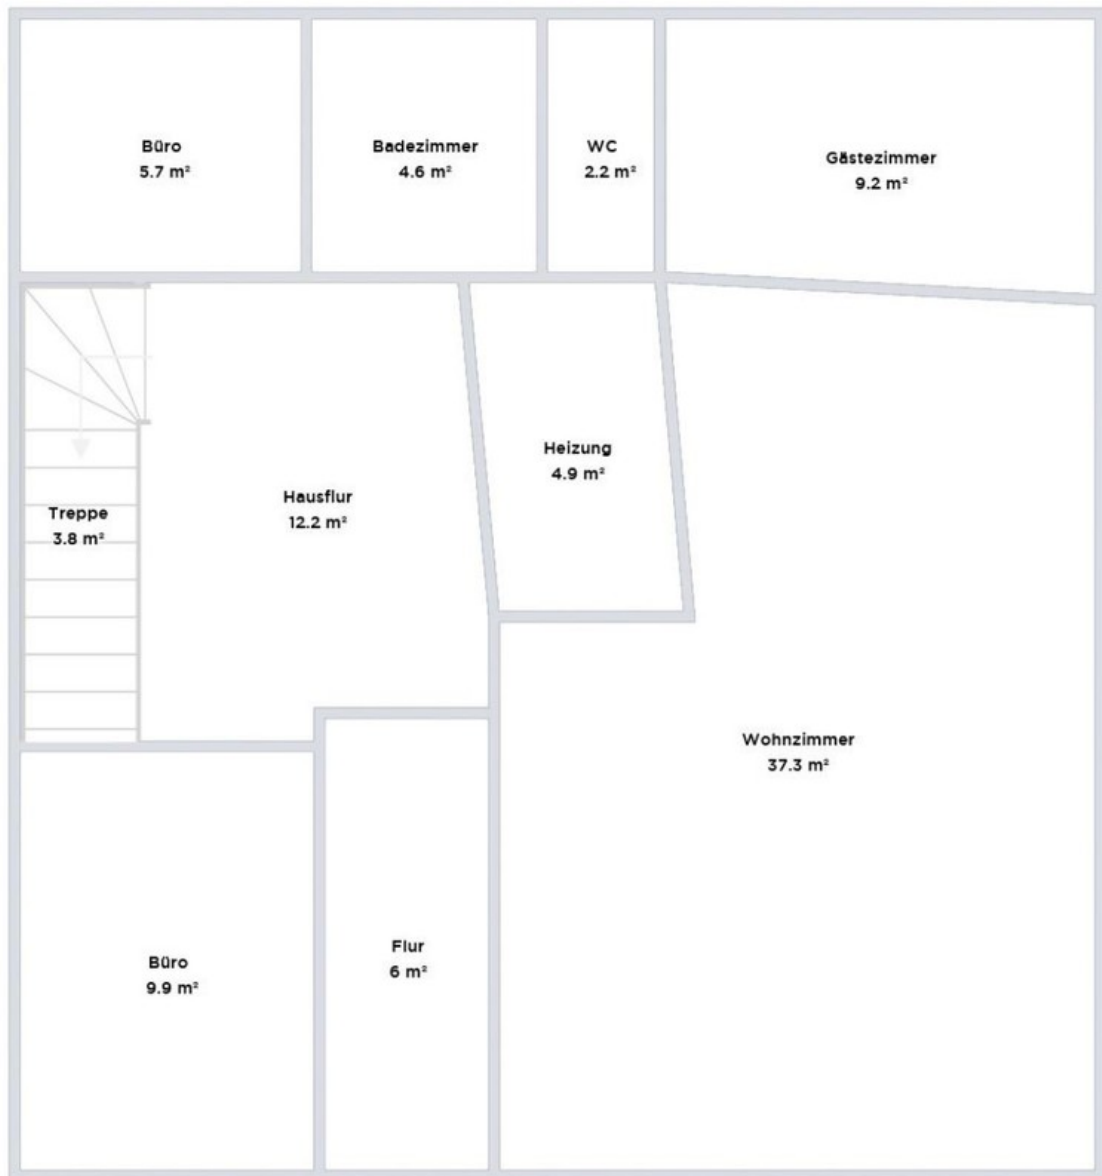 Büro
5.7 m²
Badezimmer
4.6 m²
WC
2.2 m²
Gästezimmer
9.2 m²
Heizung
4.9 m²
Hausflur
12.2 m²
Treppe
3.8 m²
Wohnzimmer
37.3 m²
Büro
9.9 m²
Flur
6 m²